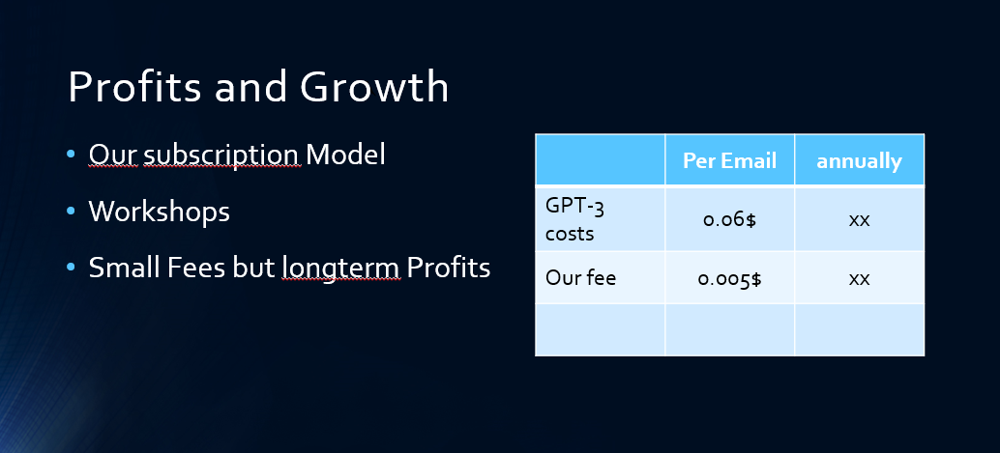 Profits and Growth
• Our subscription Model
• Workshops
• Small Fees but longterm Profits
Per Email annually
GPT-3
costs 0.06$ xx
Our fee 0.005$ xx